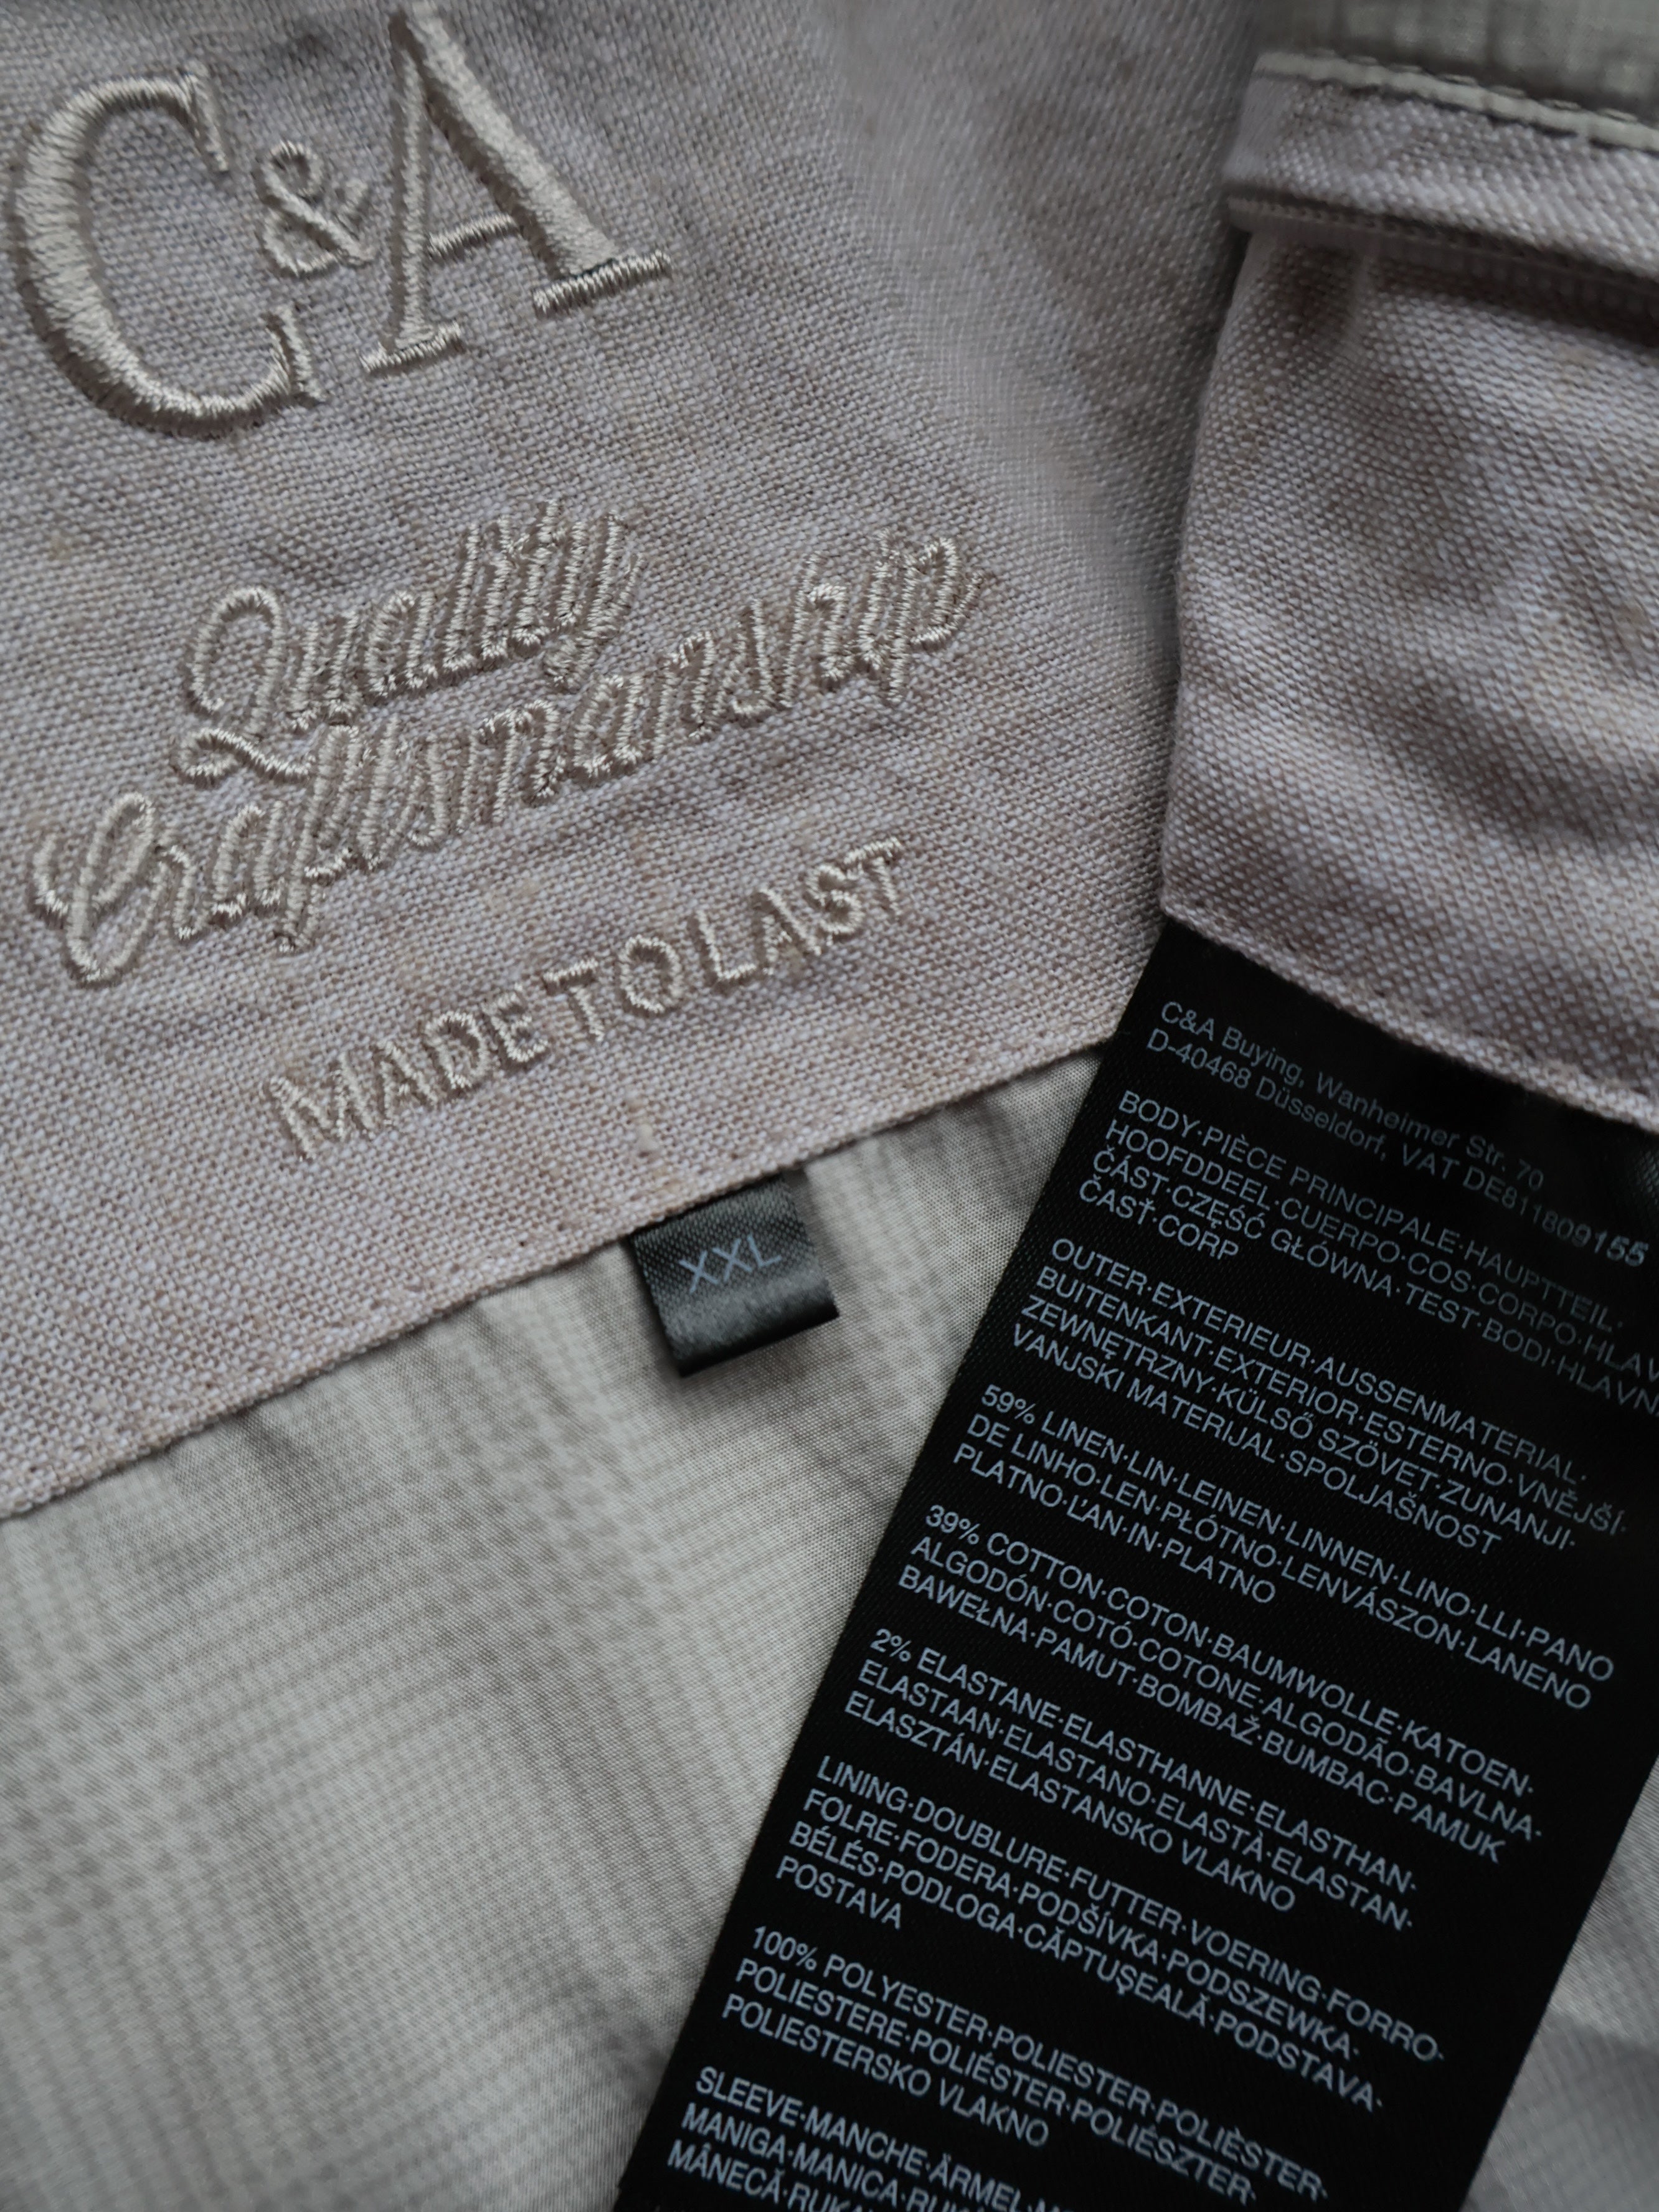 C&A
Quality
Craftsmanship
MADE TO LAST
XXL
C&A Buying, Wanheimer Str. 70
D-40468 Düsseldorf, VAT DE811809155
BODY·PIÈCE PRINCIPALE·HAUPTTEIL·
HOOFDDEEL·CUERPO·COS·CORPO·HLAV
ČÁST·CZĘŚĆ GŁÓWNA·TEST·BODI·HLAVN
ČASŤ·CORP
OUTER·EXTERIEUR·AUSSENMATERIAL·
BUITENKANT·EXTERIOR·ESTERNO·VNĚJŠÍ·
ZEWNĘTRZNY·KÜLSŐ SZÖVET·ZUNANJI·
VANJSKI MATERIJAL·SPOLJAŠNOST
59% LINEN·LIN·LEINEN·LINNEN·LINO·LLI·PANO
DE LINHO·LEN·PŁÓTNO·LENVÁSZON·LANENO
PLATNO·ĽAN·IN·PLATNO
39% COTTON·COTON·BAUMWOLLE·KATOEN·
ALGODÓN·COTÓ·COTONE·ALGODÃO·BAVLNA·
BAWEŁNA·PAMUT·BOMBAŽ·BUMBAC·PAMUK
2% ELASTANE·ELASTHANNE·ELASTHAN·
ELASTAAN·ELASTANO·ELASTÀ·ELASTAN·
ELASZTÁN·ELASTANSKO VLAKNO
LINING·DOUBLURE·FUTTER·VOERING·FORRO·
FOLRE·FODERA·PODŠÍVKA·PODSZEWKA·
BÉLÉS·PODLOGA·CĂPTUŞEALĂ·PODSTAVA·
POSTAVA
100% POLYESTER·POLIESTER·POLIÈSTER·
POLIESTERE·POLIÉSTER·POLIÉSZTER·
POLIESTERSKO VLAKNO
SLEEVE·MANCHE·ÄRMEL·
MANIGA·MANICA·
MÂNECĂ·